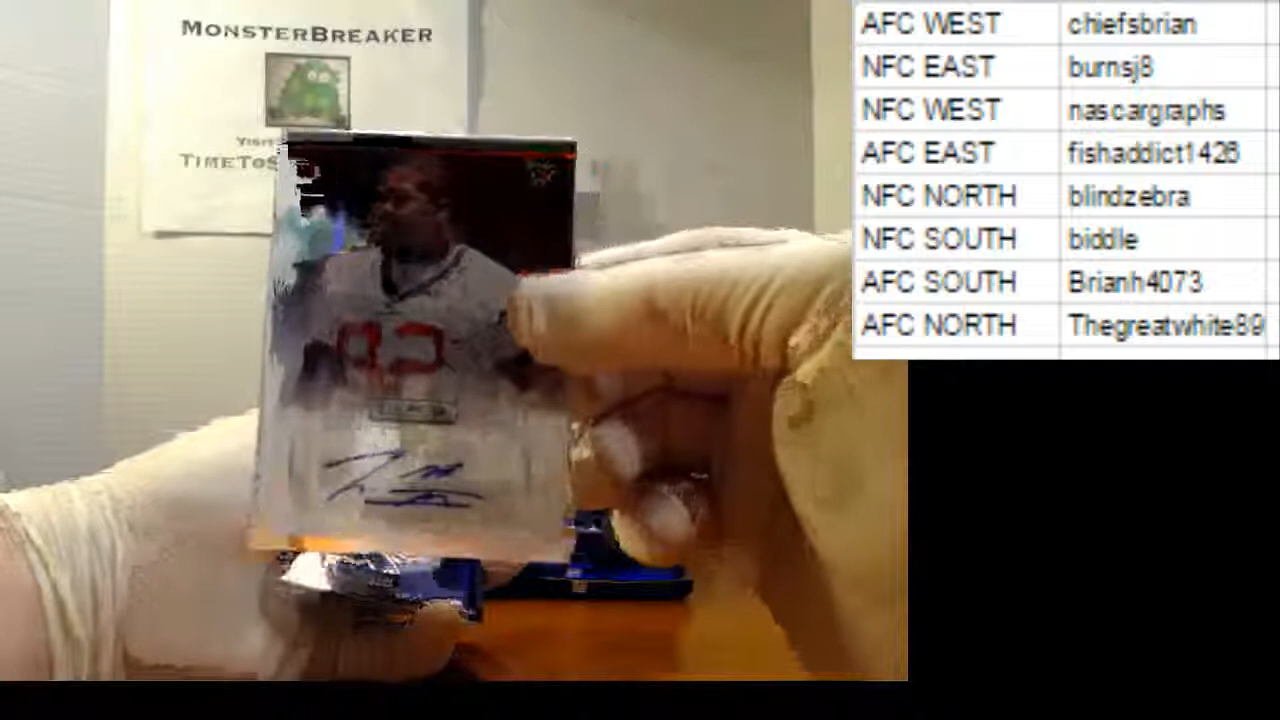 MONSTERBREAKER
TIMETOS
AFC WEST chiefsbrian
NFC EAST burnsj8
NFC WEST nascargraphs
AFC EAST fishaddict1426
NFC NORTH blindzebra
NFC SOUTH biddle
AFC SOUTH Brianh4073
AFC NORTH Thegreatwhite89